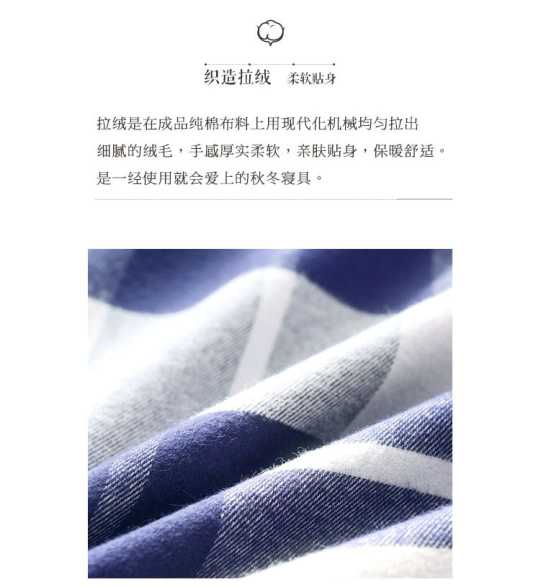 织造拉绒 柔软贴身
拉绒是在成品纯棉布料上用现代化机械均匀拉出
细腻的绒毛，手感厚实柔软，亲肤贴身，保暖舒适。
是一经使用就会爱上的秋冬寝具。